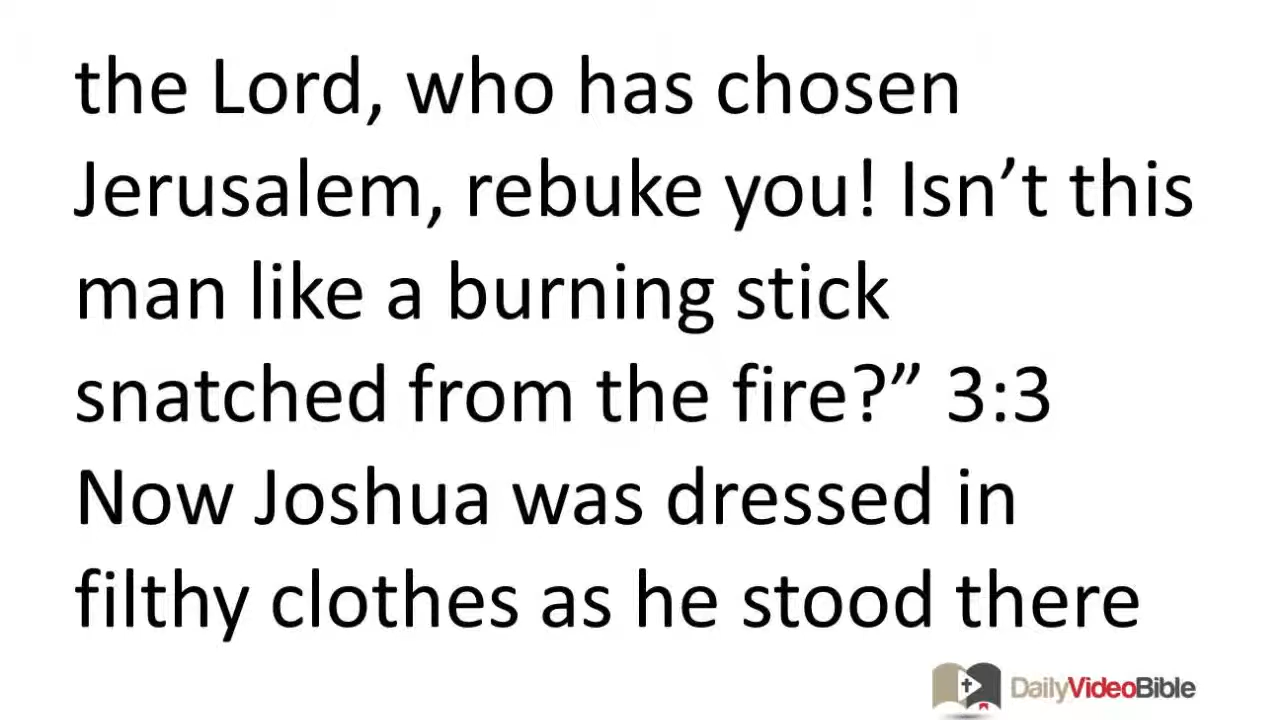 the Lord, who has chosen
Jerusalem, rebuke you! Isn’t this
man like a burning stick
snatched from the fire?” 3:3
Now Joshua was dressed in
filthy clothes as he stood there
DailyVideoBible